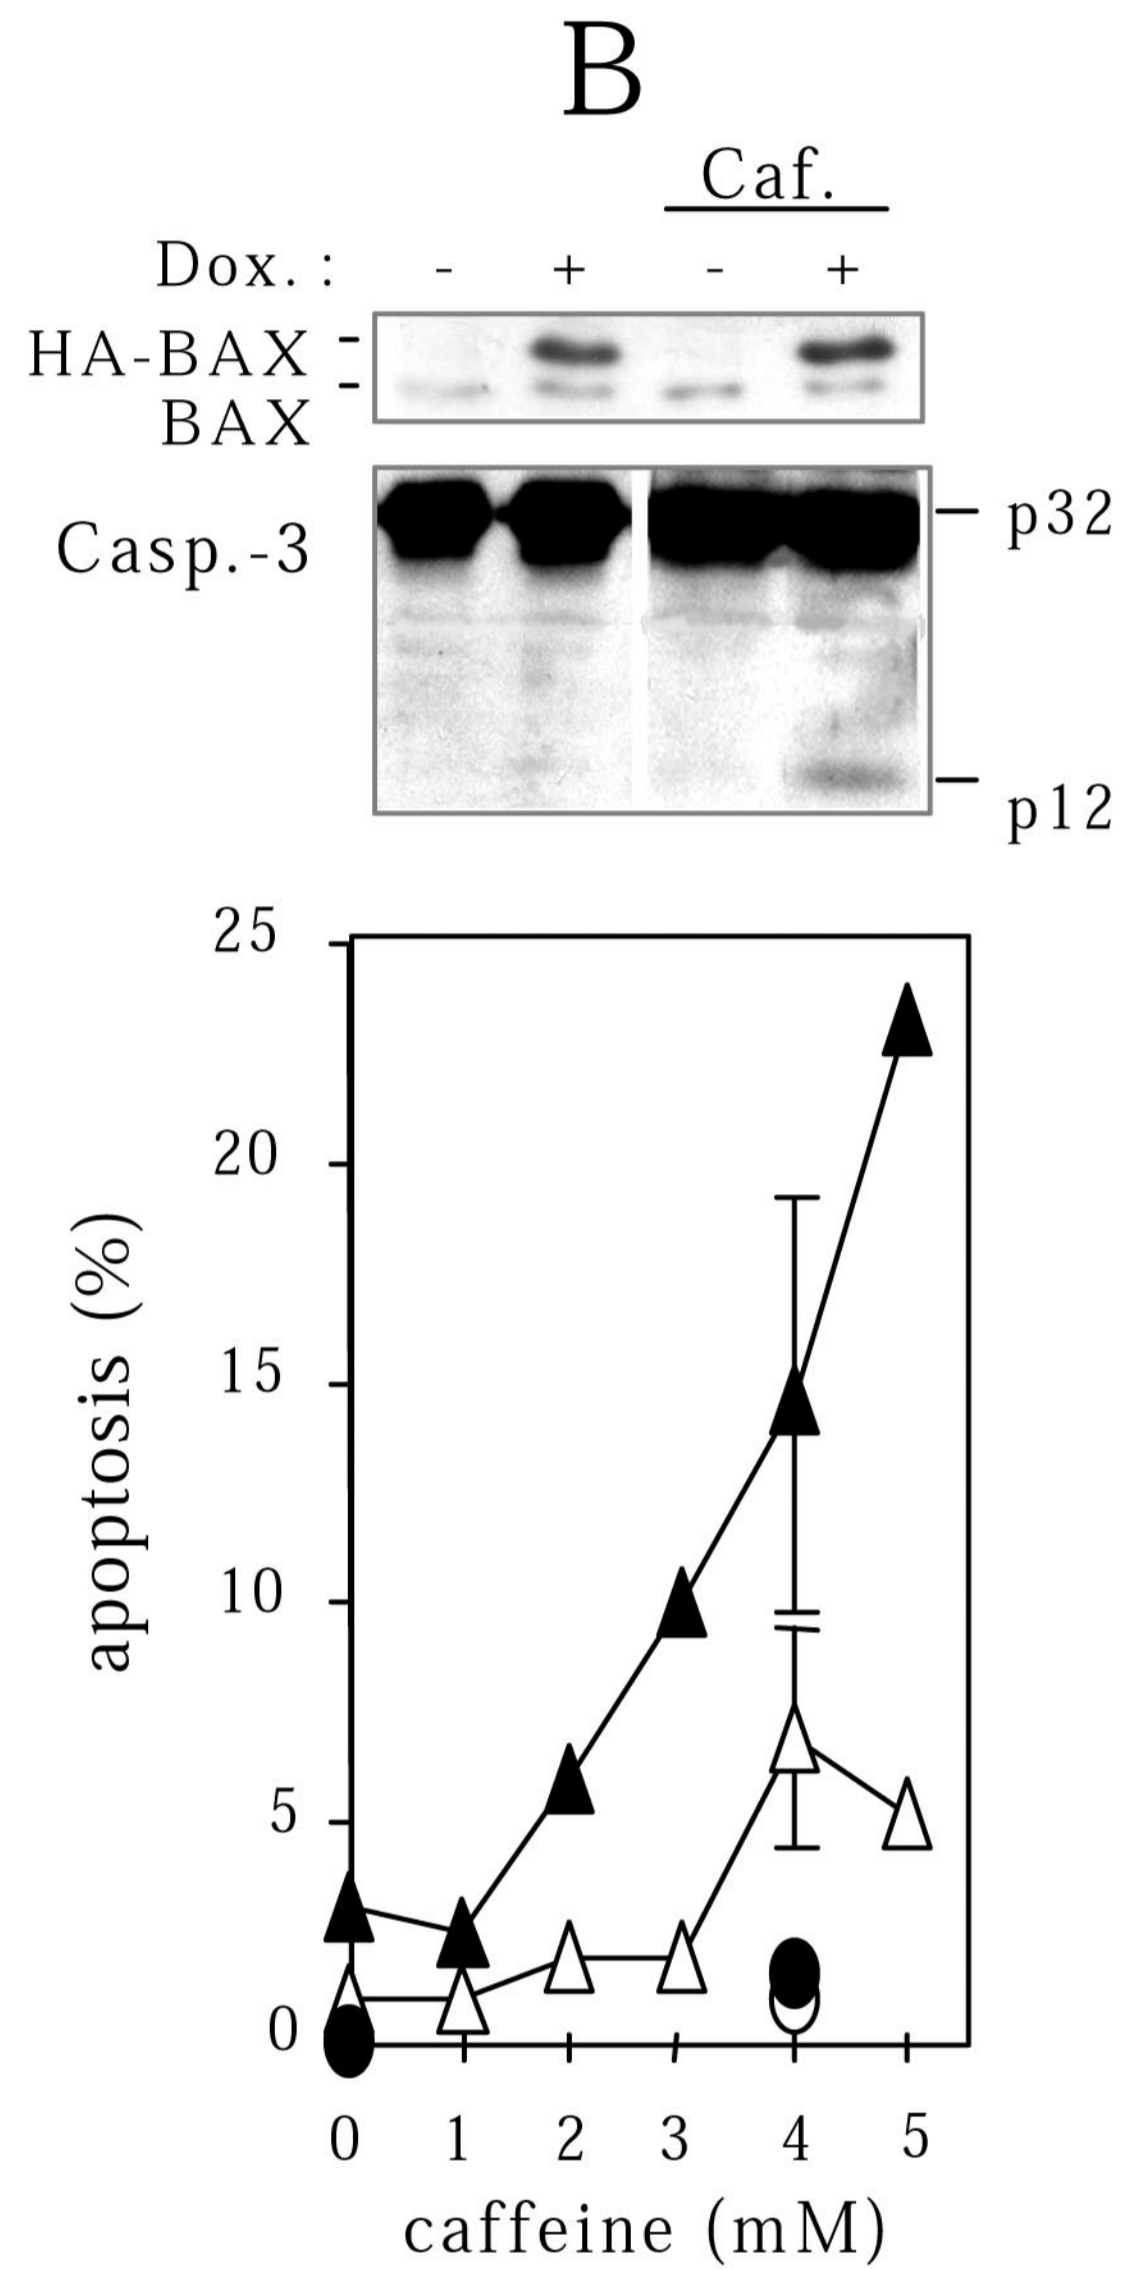 B
Caf.
Dox. : - + - +
HA-BAX
BAX
Casp.-3
p32
p12
25
20
15
10
5
0
apoptosis (%)
0 1 2 3 4 5
caffeine (mM)